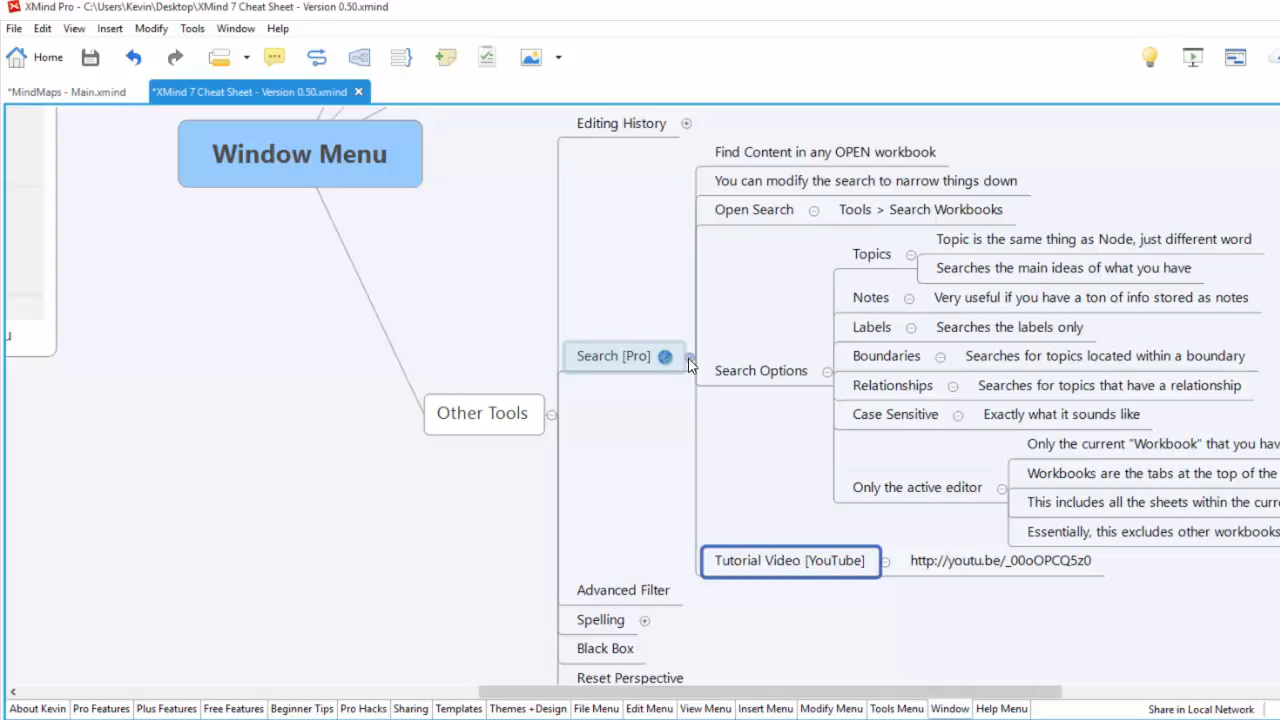 XMind Pro - C:\Users\Kevin\Desktop\XMind 7 Cheat Sheet - Version 0.50.xmind
File Edit View Insert Modify Tools Window Help
Home
*MindMaps - Main.xmind
*XMind 7 Cheat Sheet - Version 0.50.xmind
Window Menu
Editing History
Find Content in any OPEN workbook
You can modify the search to narrow things down
Open Search
Tools > Search Workbooks
Topic is the same thing as Node, just different word
Topics
Searches the main ideas of what you have
Notes
Very useful if you have a ton of info stored as notes
Labels
Searches the labels only
Search [Pro]
Boundaries
Searches for topics located within a boundary
Search Options
Relationships
Searches for topics that have a relationship
Case Sensitive
Exactly what it sounds like
Other Tools
Only the current "Workbook" that you
Workbooks are the tabs at the top of the
Only the active editor
This includes all the sheets within the
Essentially, this excludes other workbooks
Tutorial Video [YouTube]
http://youtu.be/_00oOPCQ5z0
Advanced Filter
Spelling
Black Box
Reset Perspective
About Kevin Pro Features Plus Features Free Features Beginner Tips Pro Hacks Sharing Templates Themes +Design File Menu Edit Menu View Menu Insert Menu Modify Menu Tools Menu Window Help Menu Share in Local Network